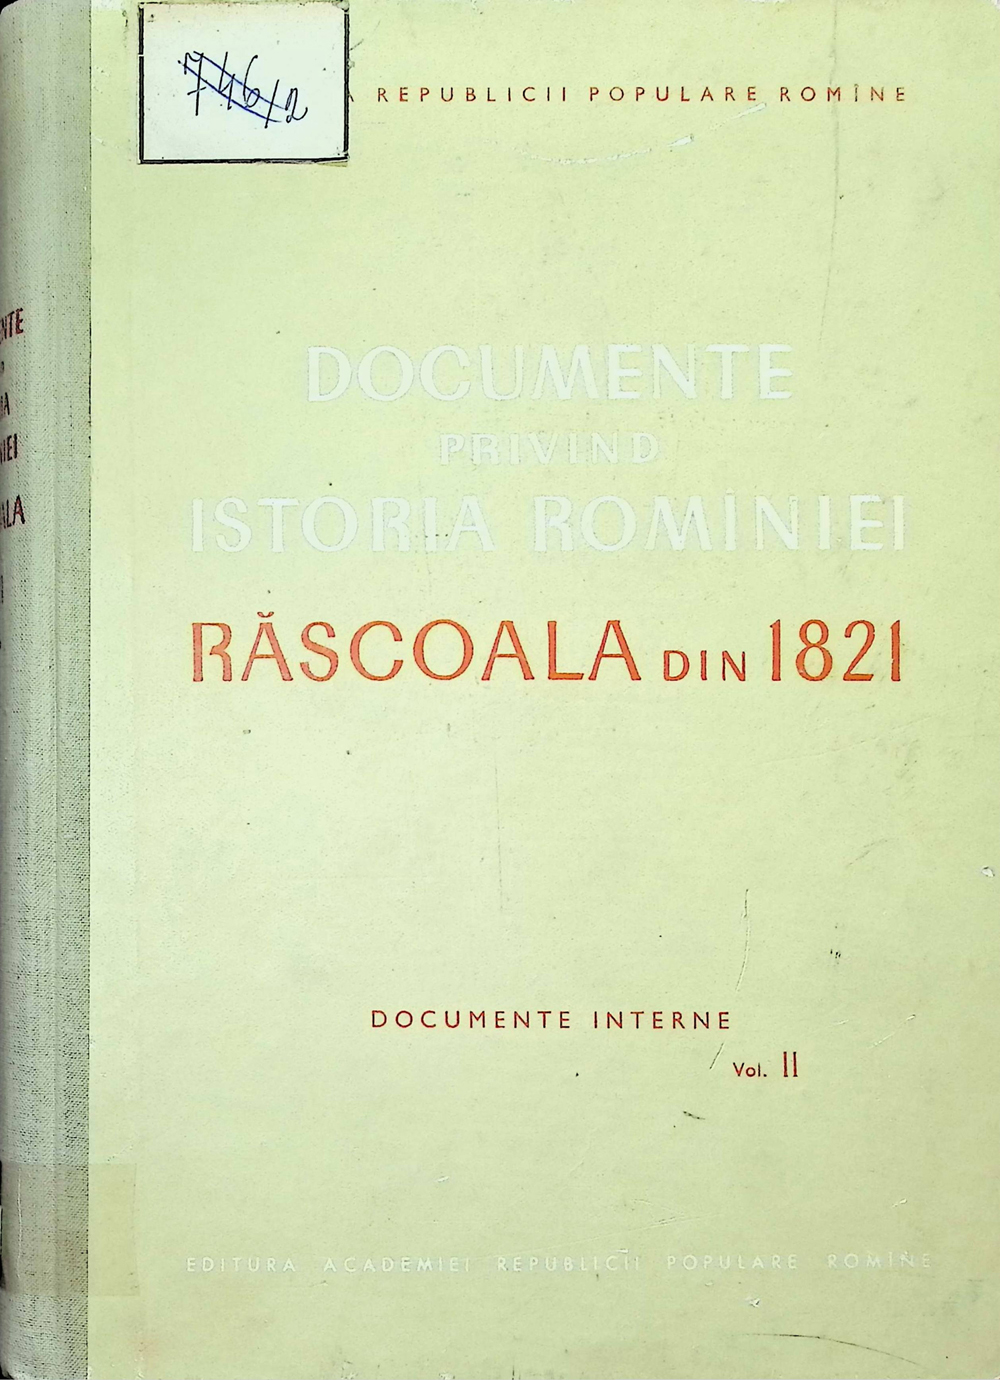 746/2
REPUBLICII POPULARE ROMÎNE
DOCUMENTE
PRIVIND
ISTORIA ROMÎNIEI
RĂSCOALA DIN 1821
DOCUMENTE INTERNE
Vol. II
EDITURA ACADEMIEI REPUBLICII POPULARE ROMÎNE